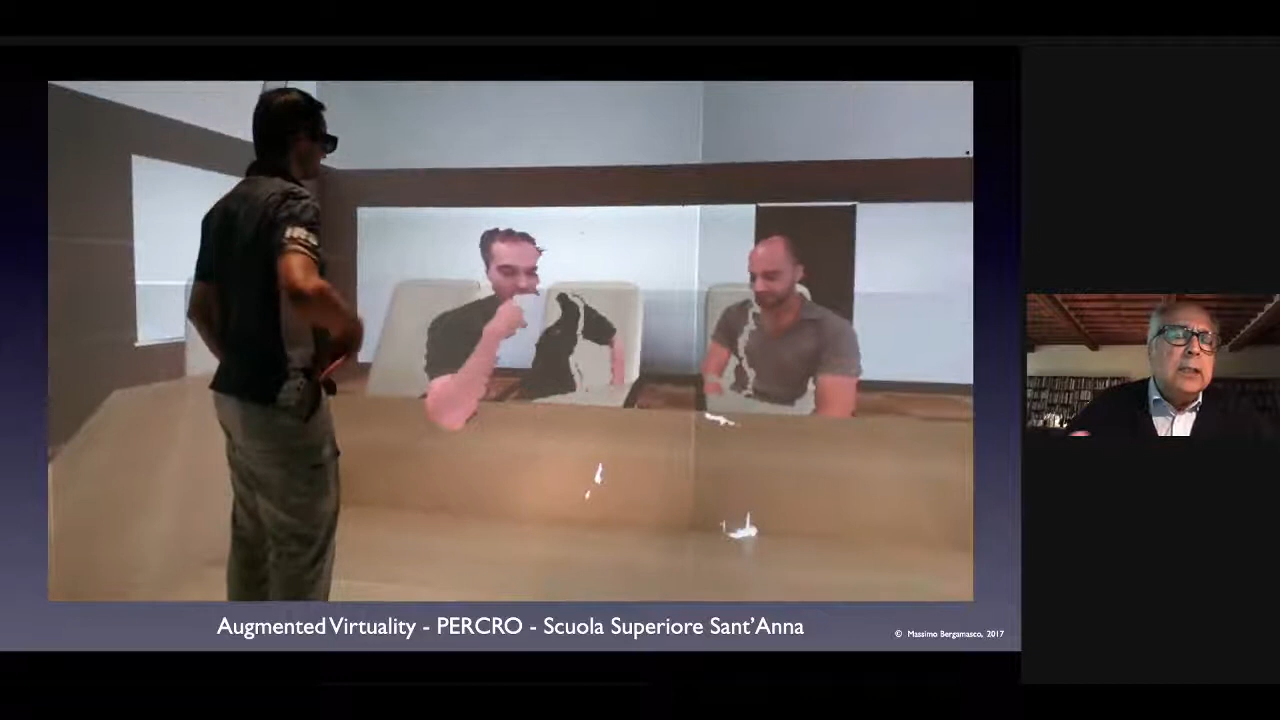 Augmented Virtuality - PERCRO - Scuola Superiore Sant'Anna
© Massimo Bergamasco, 2017